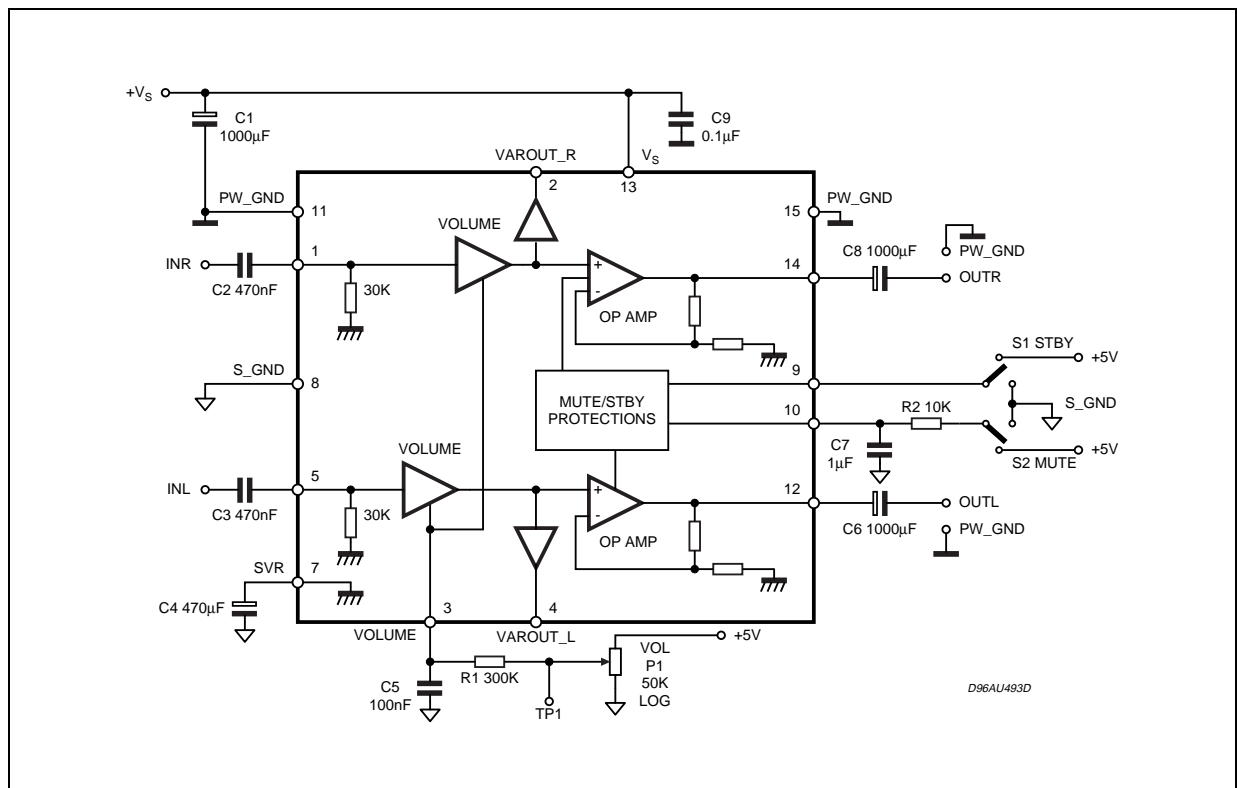 +VS
C1
1000µF
C9
0.1µF
VAROUT_R
VS
2
13
PW_GND
11
15
PW_GND
VOLUME
INR
C2 470nF
1
30K
+
-
OP AMP
14
C8 1000µF
PW_GND
OUTR
S_GND
8
MUTE/STBY
PROTECTIONS
9
10
S1 STBY
+5V
S_GND
R2 10K
C7
1µF
S2 MUTE
+5V
VOLUME
INL
C3 470nF
5
30K
+
-
OP AMP
12
C6 1000µF
OUTL
PW_GND
SVR
7
C4 470µF
3
4
VOLUME
VAROUT_L
+5V
C5
100nF
R1 300K
TP1
VOL
P1
50K
LOG
D96AU493D